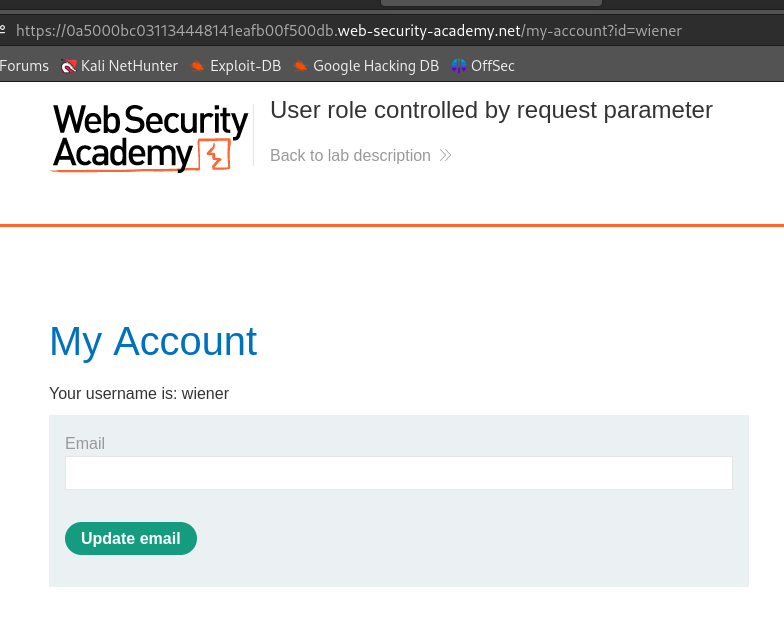 https://0a5000bc031134448141eafb00f500db.web-security-academy.net/my-account?id=wiener
Forums Kali NetHunter Exploit-DB Google Hacking DB OffSec
Web Security
Academy
User role controlled by request parameter
Back to lab description
My Account
Your username is: wiener
Email
Update email